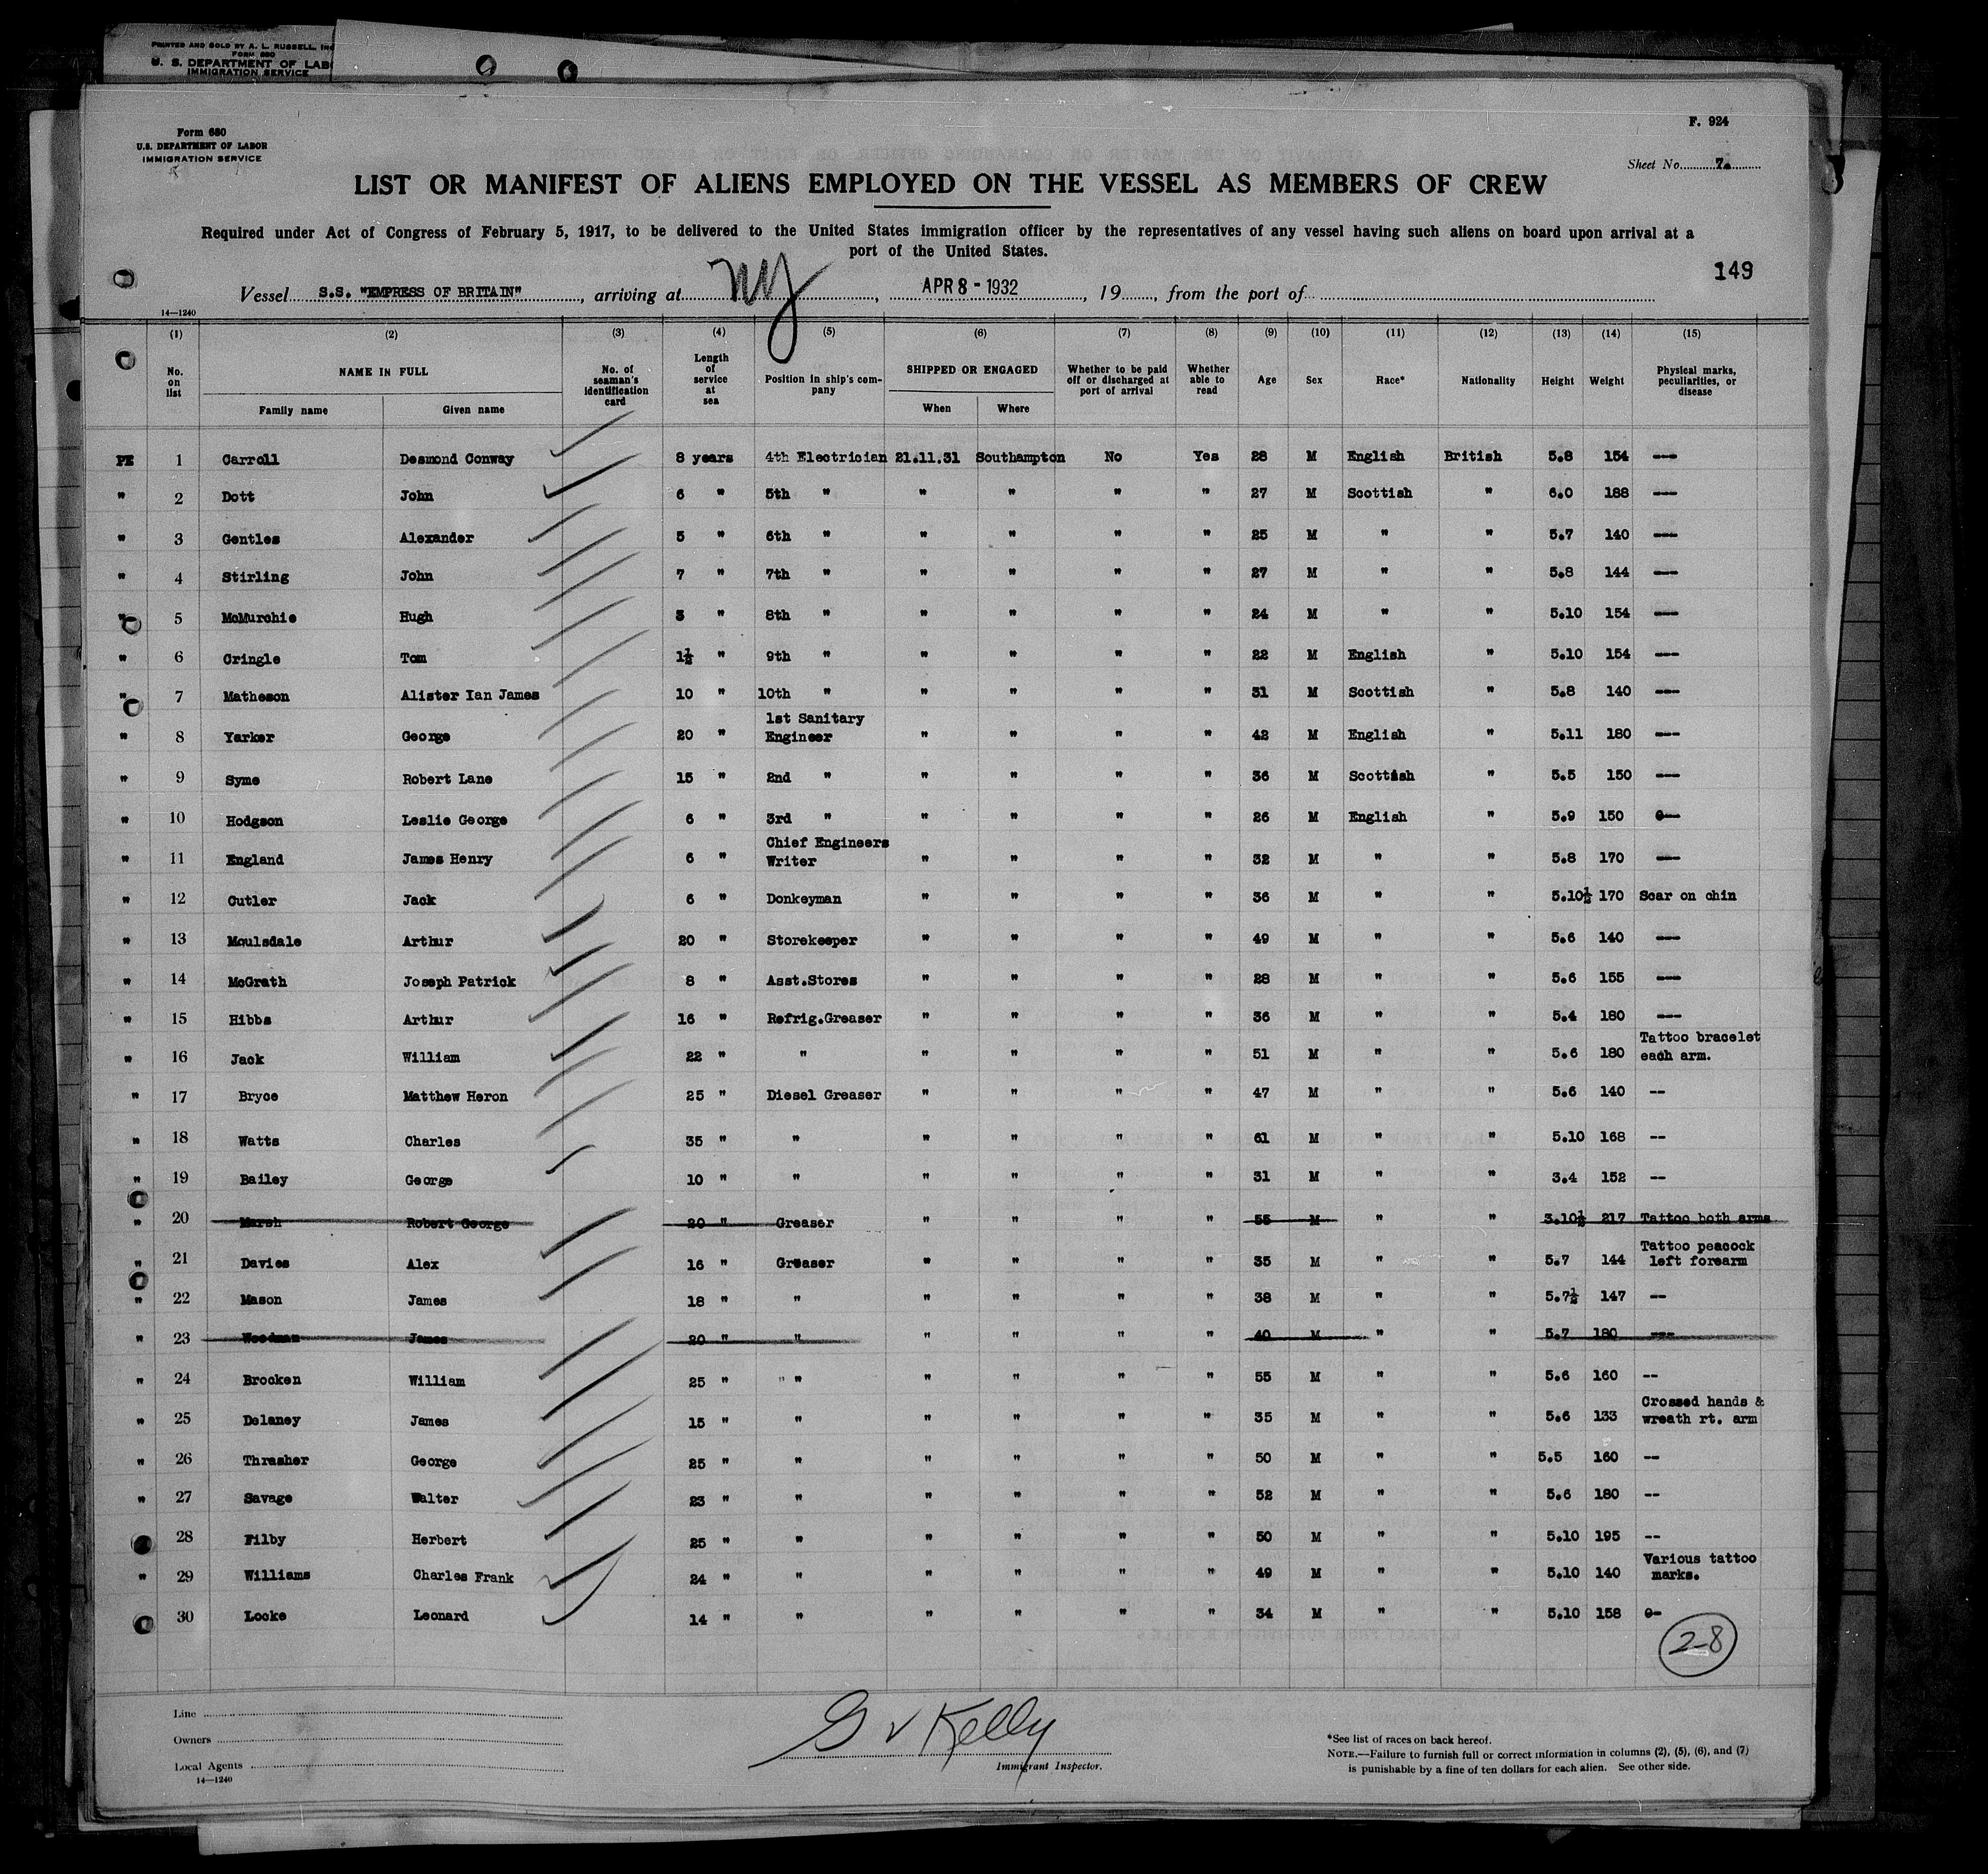 PRINTED AND SOLD BY A. L. RUSSELL, INC
FORM 680
U. S. DEPARTMENT OF LABO
IMMIGRATION SERVICE
Form 680
U.S. DEPARTMENT OF LABOR
IMMIGRATION SERVICE
F. 924
Sheet No. 7.
LIST OR MANIFEST OF ALIENS EMPLOYED ON THE VESSEL AS MEMBERS OF CREW
Required under Act of Congress of February 5, 1917, to be delivered to the United States immigration officer by the representatives of any vessel having such aliens on board upon arrival at a
port of the United States.
149
Vessel S.S. "EMPRESS OF BRITAIN", arriving at NY, APR 8 - 1932, 19, from the port of
14—1240
(1) (2) (3) (4) (5) (6) (7) (8) (9) (10) (11) (12) (13) (14) (15)
No. on list NAME IN FULL Family name Given name No. of seaman's identification card Length of service at sea Position in ship's company SHIPPED OR ENGAGED When Where Whether to be paid off or discharged at port of arrival Whether able to read Age Sex Race* Nationality Height Weight Physical marks, peculiarities, or disease
PE 1 Carroll Desmond Conway 8 years 4th Electrician 21.11.31 Southampton No Yes 28 M English British 5.8 154 ---
" 2 Dott John 6 " 5th " " " " " 27 M Scottish " 6.0 188 ---
" 3 Gentles Alexander 5 " 6th " " " " " 25 M " " 5.7 140 ---
" 4 Stirling John 7 " 7th " " " " " 27 M " " 5.8 144 ---
" 5 McMurchie Hugh 3 " 8th " " " " " 24 M " " 5.10 154 ---
" 6 Cringle Tom 1½ " 9th " " " " " 22 M English " 5.10 154 ---
" 7 Matheson Alister Ian James 10 " 10th " " " " " 31 M Scottish " 5.8 140 ---
" 8 Yarker George 20 " 1st Sanitary Engineer " " " " 42 M English " 5.11 180 ---
" 9 Syme Robert Lane 15 " 2nd " " " " " 36 M Scottish " 5.5 150 ---
" 10 Hodgson Leslie George 6 " 3rd " " " " " 26 M English " 5.9 150 0--
" 11 England James Henry 6 " Chief Engineers Writer " " " " 32 M " " 5.8 170 ---
" 12 Cutler Jack 6 " Donkeyman " " " " 36 M " " 5.10½ 170 Scar on chin
" 13 Moulsdale Arthur 20 " Storekeeper " " " " 49 M " " 5.6 140 ---
" 14 McGrath Joseph Patrick 8 " Asst.Stores " " " " 28 M " " 5.6 155 ---
" 15 Hibbs Arthur 16 " Refrig.Greaser " " " " 36 M " " 5.4 180 ---
" 16 Jack William 22 " " " " " " 51 M " " 5.6 180 Tattoo bracelet each arm.
" 17 Bryce Matthew Heron 25 " Diesel Greaser " " " " 47 M " " 5.6 140 --
" 18 Watts Charles 35 " " " " " " 61 M " " 5.10 168 --
" 19 Bailey George 10 " " " " " " 31 M " " 3.4 152 --
" 20 Marsh Robert George 20 " Greaser " " " " 55 M " " 3.10½ 217 Tattoo both arms
" 21 Davies Alex 16 " Greaser " " " " 35 M " " 5.7 144 Tattoo peacock left forearm
" 22 Mason James 18 " " " " " " 38 M " " 5.7½ 147 --
" 23 Woodman James 20 " " " " " " 40 M " " 5.7 180 ---
" 24 Brocken William 25 " " " " " " 55 M " " 5.6 160 --
" 25 Delaney James 15 " " " " " " 35 M " " 5.6 133 Crossed hands & wreath rt. arm
" 26 Thrasher George 25 " " " " " " 50 M " " 5.5 160 --
" 27 Savage Walter 23 " " " " " " 52 M " " 5.6 180 --
28 Filby Herbert 25 " " " " " " 50 M " " 5.10 195 --
" 29 Williams Charles Frank 24 " " " " " " 49 M " " 5.10 140 Various tattoo marks.
30 Locke Leonard 14 " " " " " " 34 M " " 5.10 158 0-
2-8
Line
Owners
Local Agents
14—1240
G V Kelly
Immigrant Inspector.
*See list of races on back hereof.
NOTE.—Failure to furnish full or correct information in columns (2), (5), (6), and (7)
is punishable by a fine of ten dollars for each alien. See other side.